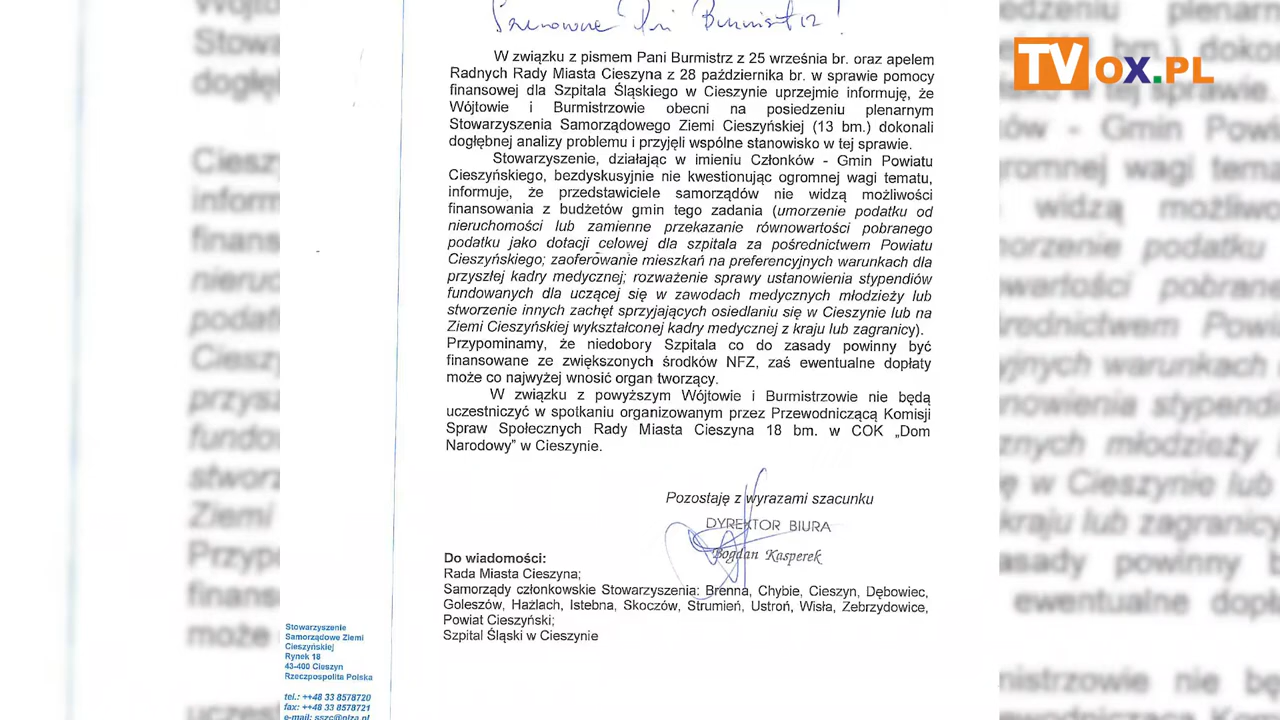 Szanowna Pani Burmistrz!
TVOX.PL
W związku z pismem Pani Burmistrz z 25 września br. oraz apelem
Radnych Rady Miasta Cieszyna z 28 października br. w sprawie pomocy
finansowej dla Szpitala Śląskiego w Cieszynie uprzejmie informuję, że
Wójtowie i Burmistrzowie obecni na posiedzeniu plenarnym
Stowarzyszenia Samorządowego Ziemi Cieszyńskiej (13 bm.) dokonali
dogłębnej analizy problemu i przyjęli wspólne stanowisko w tej sprawie.
Stowarzyszenie, działając w imieniu Członków - Gmin Powiatu
Cieszyńskiego, bezdyskusyjnie nie kwestionując ogromnej wagi tematu,
informuje, że przedstawiciele samorządów nie widzą możliwości
finansowania z budżetów gmin tego zadania (umorzenie podatku od
nieruchomości lub zamienne przekazanie równowartości pobranego
podatku jako dotacji celowej dla szpitala za pośrednictwem Powiatu
Cieszyńskiego; zaoferowanie mieszkań na preferencyjnych warunkach dla
przyszłej kadry medycznej; rozważenie sprawy ustanowienia stypendiów
fundowanych dla uczącej się w zawodach medycznych młodzieży lub
stworzenie innych zachęt sprzyjających osiedlaniu się w Cieszynie lub na
Ziemi Cieszyńskiej wykształconej kadry medycznej z kraju lub zagranicy).
Przypominamy, że niedobory Szpitala co do zasady powinny być
finansowane ze zwiększonych środków NFZ, zaś ewentualne dopłaty
może co najwyżej wnosić organ tworzący.
W związku z powyższym Wójtowie i Burmistrzowie nie będą
uczestniczyć w spotkaniu organizowanym przez Przewodniczącą Komisji
Spraw Społecznych Rady Miasta Cieszyna 18 bm. w COK „Dom
Narodowy” w Cieszynie.
Pozostaję z wyrazami szacunku
DYREKTOR BIURA
Bogdan Kasperek
Do wiadomości:
Rada Miasta Cieszyna;
Samorządy członkowskie Stowarzyszenia: Brenna, Chybie, Cieszyn, Dębowiec,
Goleszów, Hażlach, Istebna, Skoczów, Strumień, Ustroń, Wisła, Zebrzydowice,
Powiat Cieszyński;
Szpital Śląski w Cieszynie
Stowarzyszenie
Samorządowe Ziemi
Cieszyńskiej
Rynek 18
43-400 Cieszyn
Rzeczpospolita Polska
tel.: ++48 33 8578720
fax: ++48 33 8578721
e-mail: sszc@olza.pl